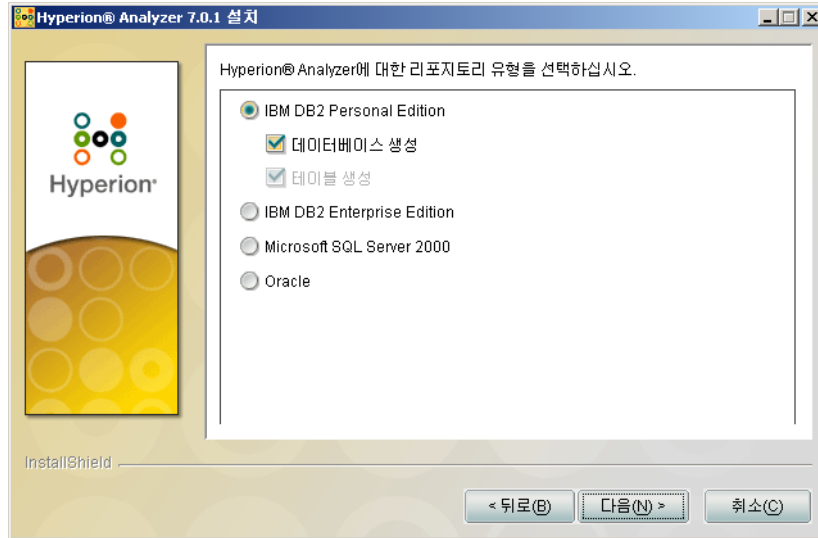 Hyperion® Analyzer 7.0.1 설치
Hyperion® Analyzer에 대한 리포지토리 유형을 선택하십시오.
IBM DB2 Personal Edition
데이터베이스 생성
테이블 생성
IBM DB2 Enterprise Edition
Microsoft SQL Server 2000
Oracle
Hyperion
InstallShield
< 뒤로(B) 다음(N) > 취소(C)